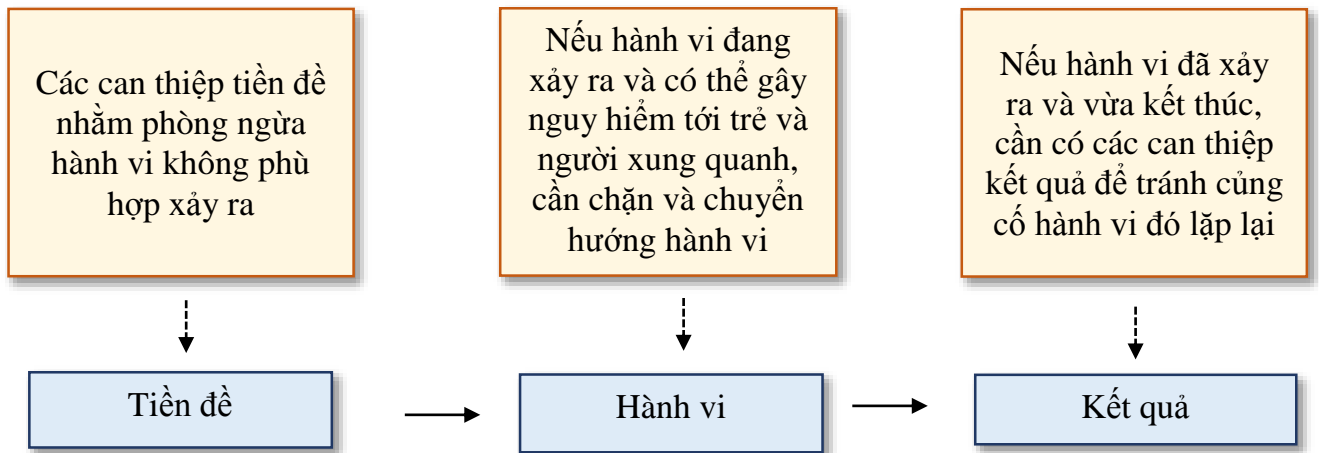 Các can thiệp tiền đề
nhằm phòng ngừa
hành vi không phù
hợp xảy ra
Nếu hành vi đang
xảy ra và có thể gây
nguy hiểm tới trẻ và
người xung quanh,
cần chặn và chuyển
hướng hành vi
Nếu hành vi đã xảy
ra và vừa kết thúc,
cần có các can thiệp
kết quả để tránh củng
cố hành vi đó lặp lại
Tiền đề
Hành vi
Kết quả